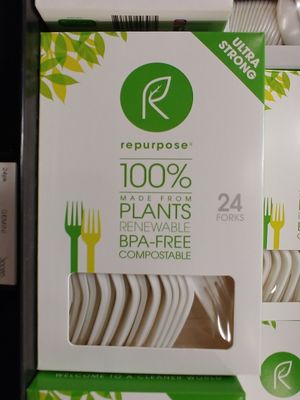 ULTRA
STRONG
repurpose®
100%
MADE FROM
PLANTS
RENEWABLE
BPA-FREE
COMPOSTABLE
24
FORKS
WELCOME TO A CLEANER WORLD